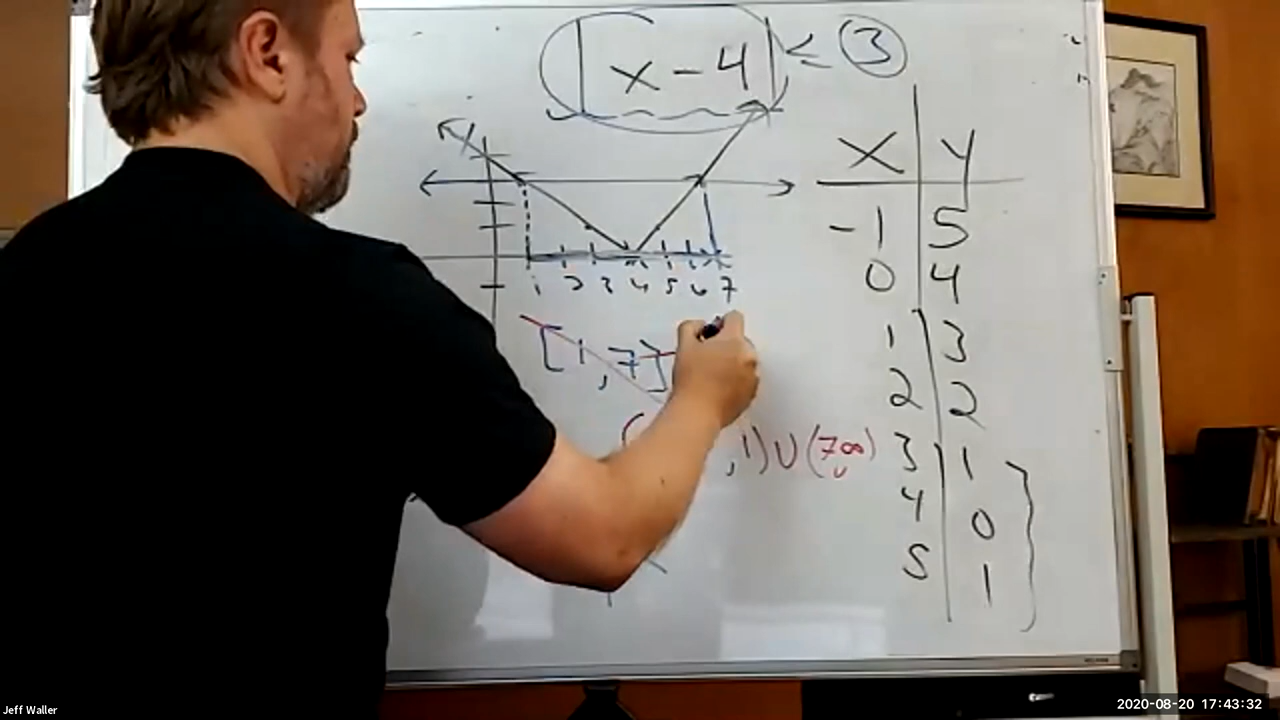 |x-4| ≤ 3
x y
-1 5
0 4
1 3
2 2
3 1
4 0
5 1
1 2 3 4 5 6 7
[1,7]
,1)∪(7,∞)
Jeff Waller
2020-08-20 17:43:32